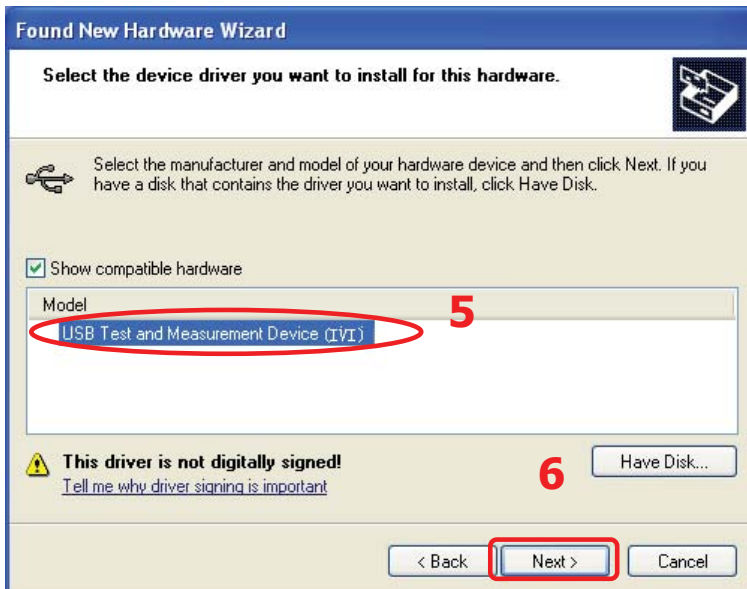 Found New Hardware Wizard
Select the device driver you want to install for this hardware.
Select the manufacturer and model of your hardware device and then click Next. If you
have a disk that contains the driver you want to install, click Have Disk.
Show compatible hardware
Model
5
USB Test and Measurement Device (IVI)
This driver is not digitally signed!
6
Have Disk...
Tell me why driver signing is important
< Back
Next >
Cancel